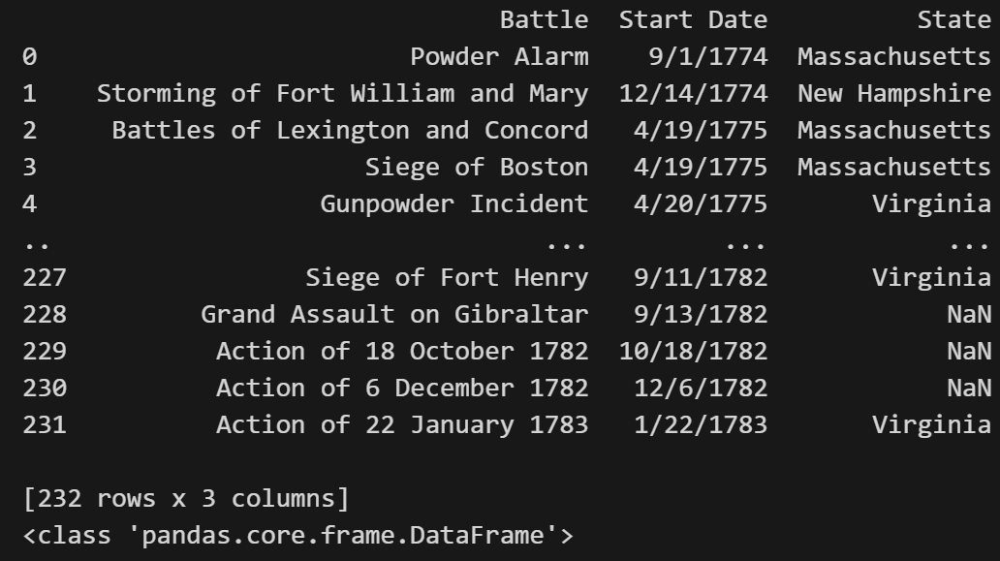 Battle Start Date State
0 Powder Alarm 9/1/1774 Massachusetts
1 Storming of Fort William and Mary 12/14/1774 New Hampshire
2 Battles of Lexington and Concord 4/19/1775 Massachusetts
3 Siege of Boston 4/19/1775 Massachusetts
4 Gunpowder Incident 4/20/1775 Virginia
.. ... ... ...
227 Siege of Fort Henry 9/11/1782 Virginia
228 Grand Assault on Gibraltar 9/13/1782 NaN
229 Action of 18 October 1782 10/18/1782 NaN
230 Action of 6 December 1782 12/6/1782 NaN
231 Action of 22 January 1783 1/22/1783 Virginia
[232 rows x 3 columns]
<class 'pandas.core.frame.DataFrame'>